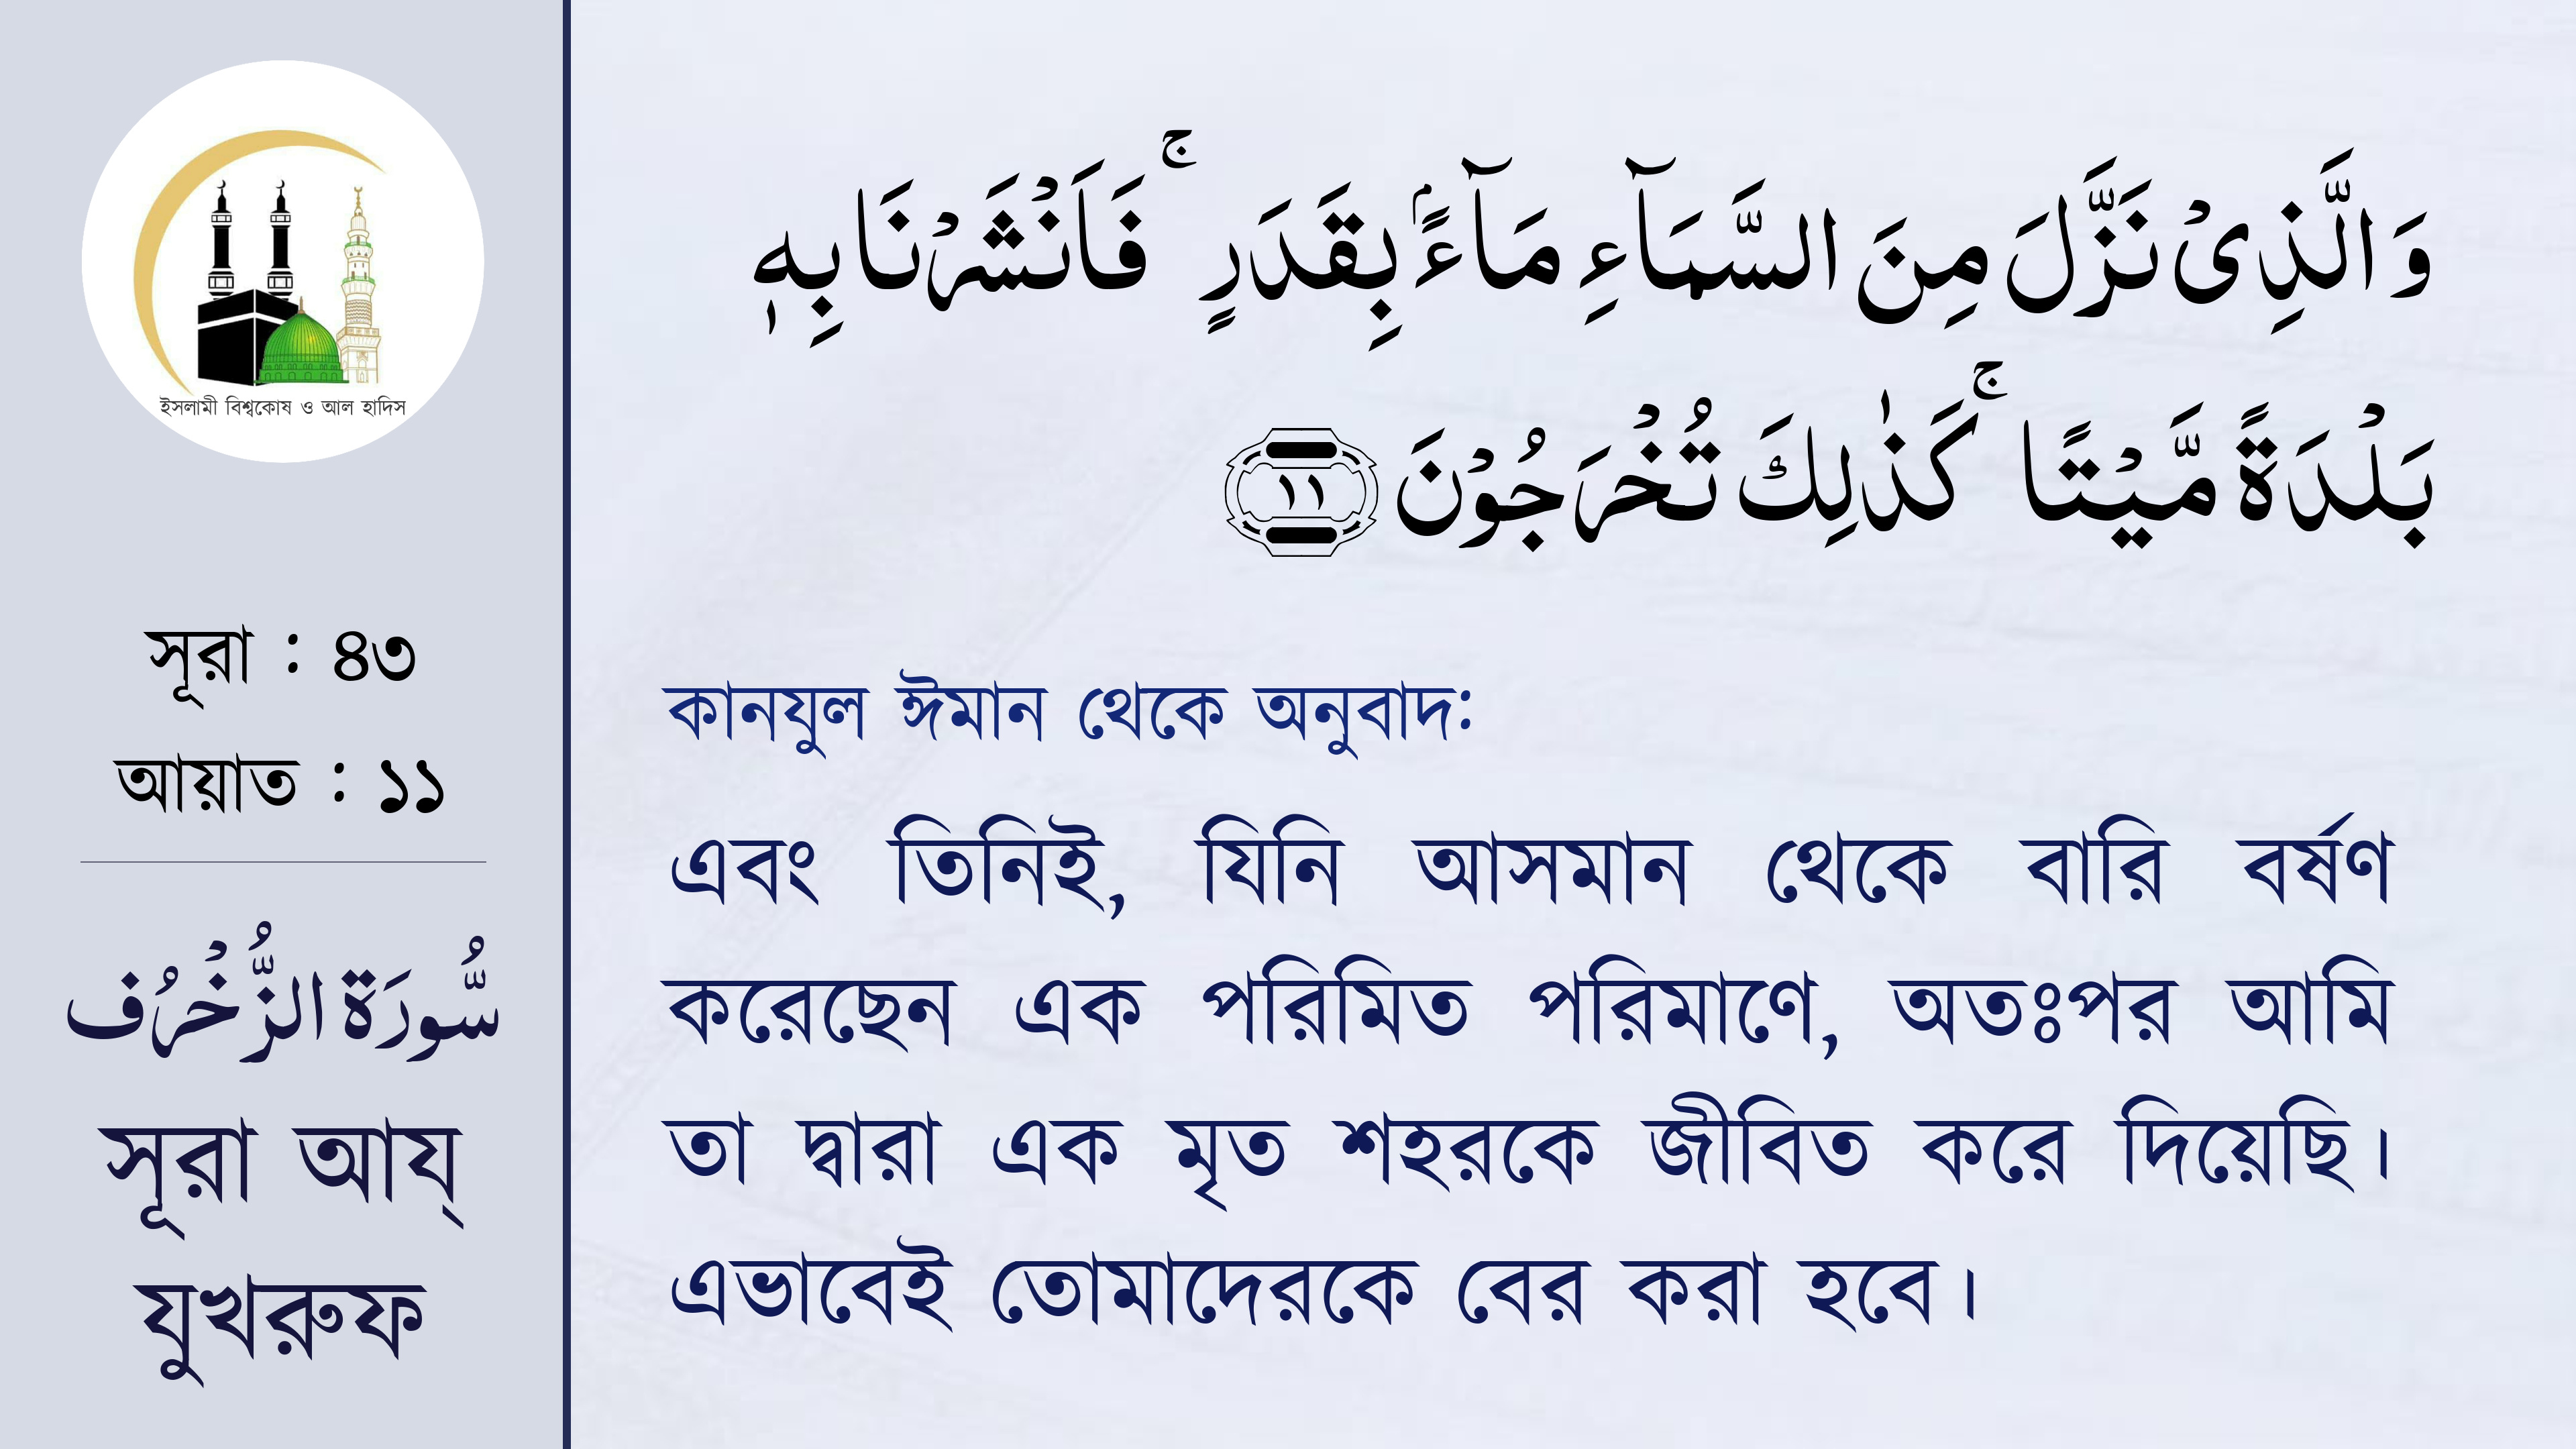 ইসলামী বিশ্বকোষ ও আল হাদিস
সূরা : ৪৩
আয়াত : ১১
سُّورَة الزُّخْرُف
সূরা আয্
যুখরুফ
وَ الَّذِیْ نَزَّلَ مِنَ السَّمَآءِ مَآءًۢ بِقَدَرٍ ۚ فَاَنْشَرْنَا بِهٖ
بَلْدَةً مَّیْتًا ۚ كَذٰلِكَ تُخْرَجُوْنَ ﴿۱۱﴾
কানযুল ঈমান থেকে অনুবাদ:
এবং তিনিই, যিনি আসমান থেকে বারি বর্ষণ
করেছেন এক পরিমিত পরিমাণে, অতঃপর আমি
তা দ্বারা এক মৃত শহরকে জীবিত করে দিয়েছি।
এভাবেই তোমাদেরকে বের করা হবে।